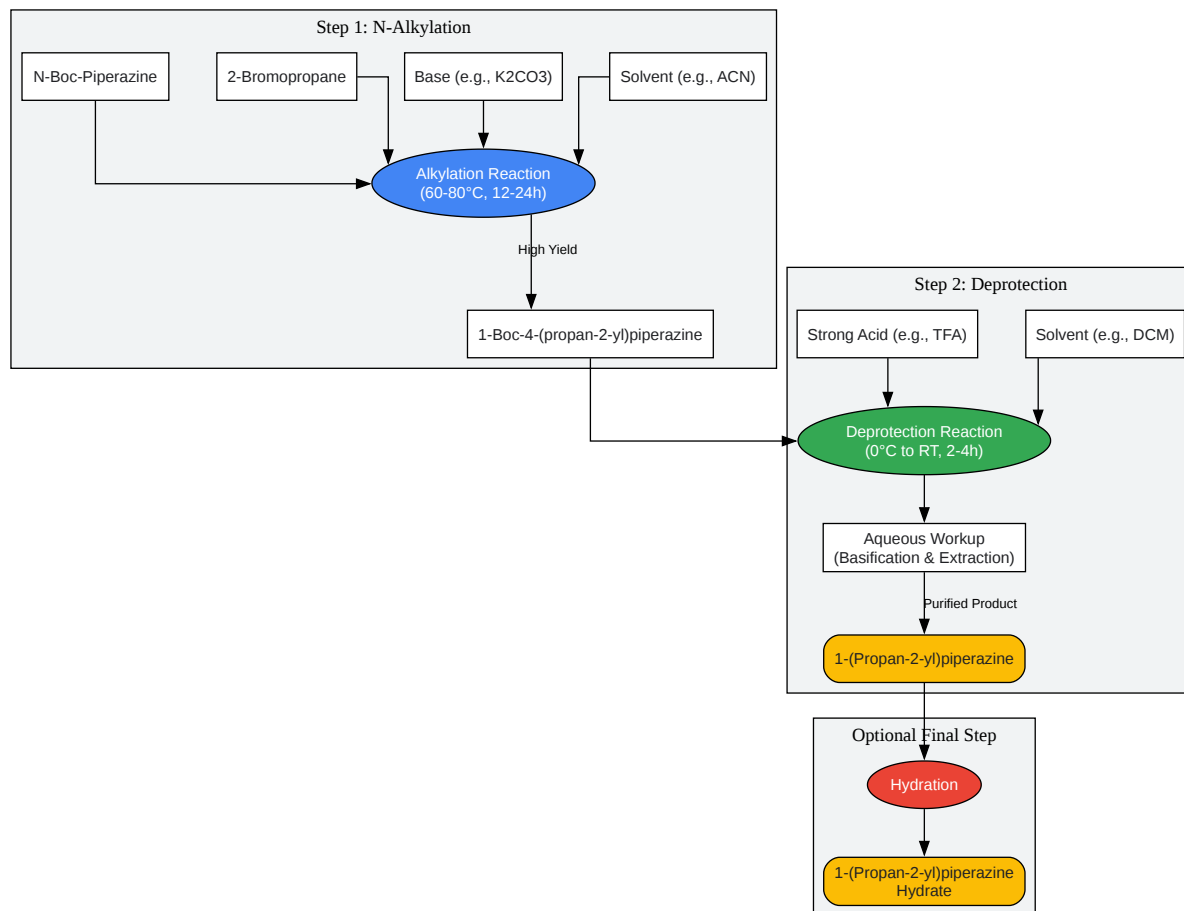 Step 1: N-Alkylation
N-Boc-Piperazine
2-Bromopropane
Base (e.g., K2CO3)
Solvent (e.g., ACN)
Alkylation Reaction
(60-80°C, 12-24h)
High Yield
1-Boc-4-(propan-2-yl)piperazine
Step 2: Deprotection
Strong Acid (e.g., TFA)
Solvent (e.g., DCM)
Deprotection Reaction
(0°C to RT, 2-4h)
Aqueous Workup
(Basification & Extraction)
Purified Product
1-(Propan-2-yl)piperazine
Optional Final Step
Hydration
1-(Propan-2-yl)piperazine
Hydrate